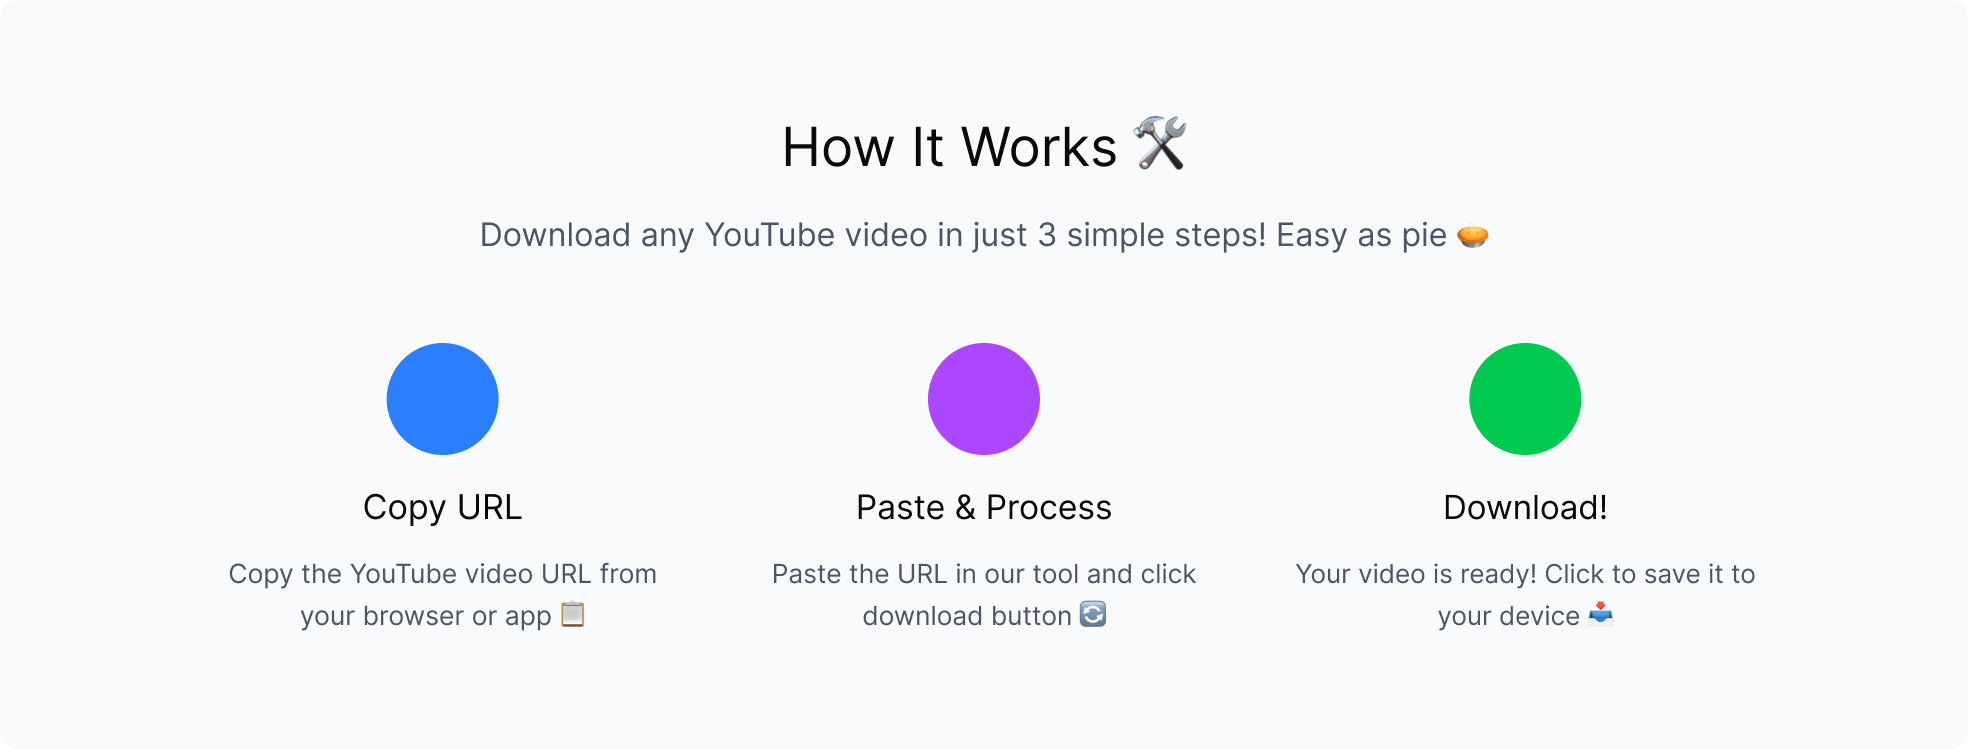 How It Works 🛠️
Download any YouTube video in just 3 simple steps! Easy as pie 🥧
Copy URL
Copy the YouTube video URL from
your browser or app 📋
Paste & Process
Paste the URL in our tool and click
download button 🔄
Download!
Your video is ready! Click to save it to
your device 📥